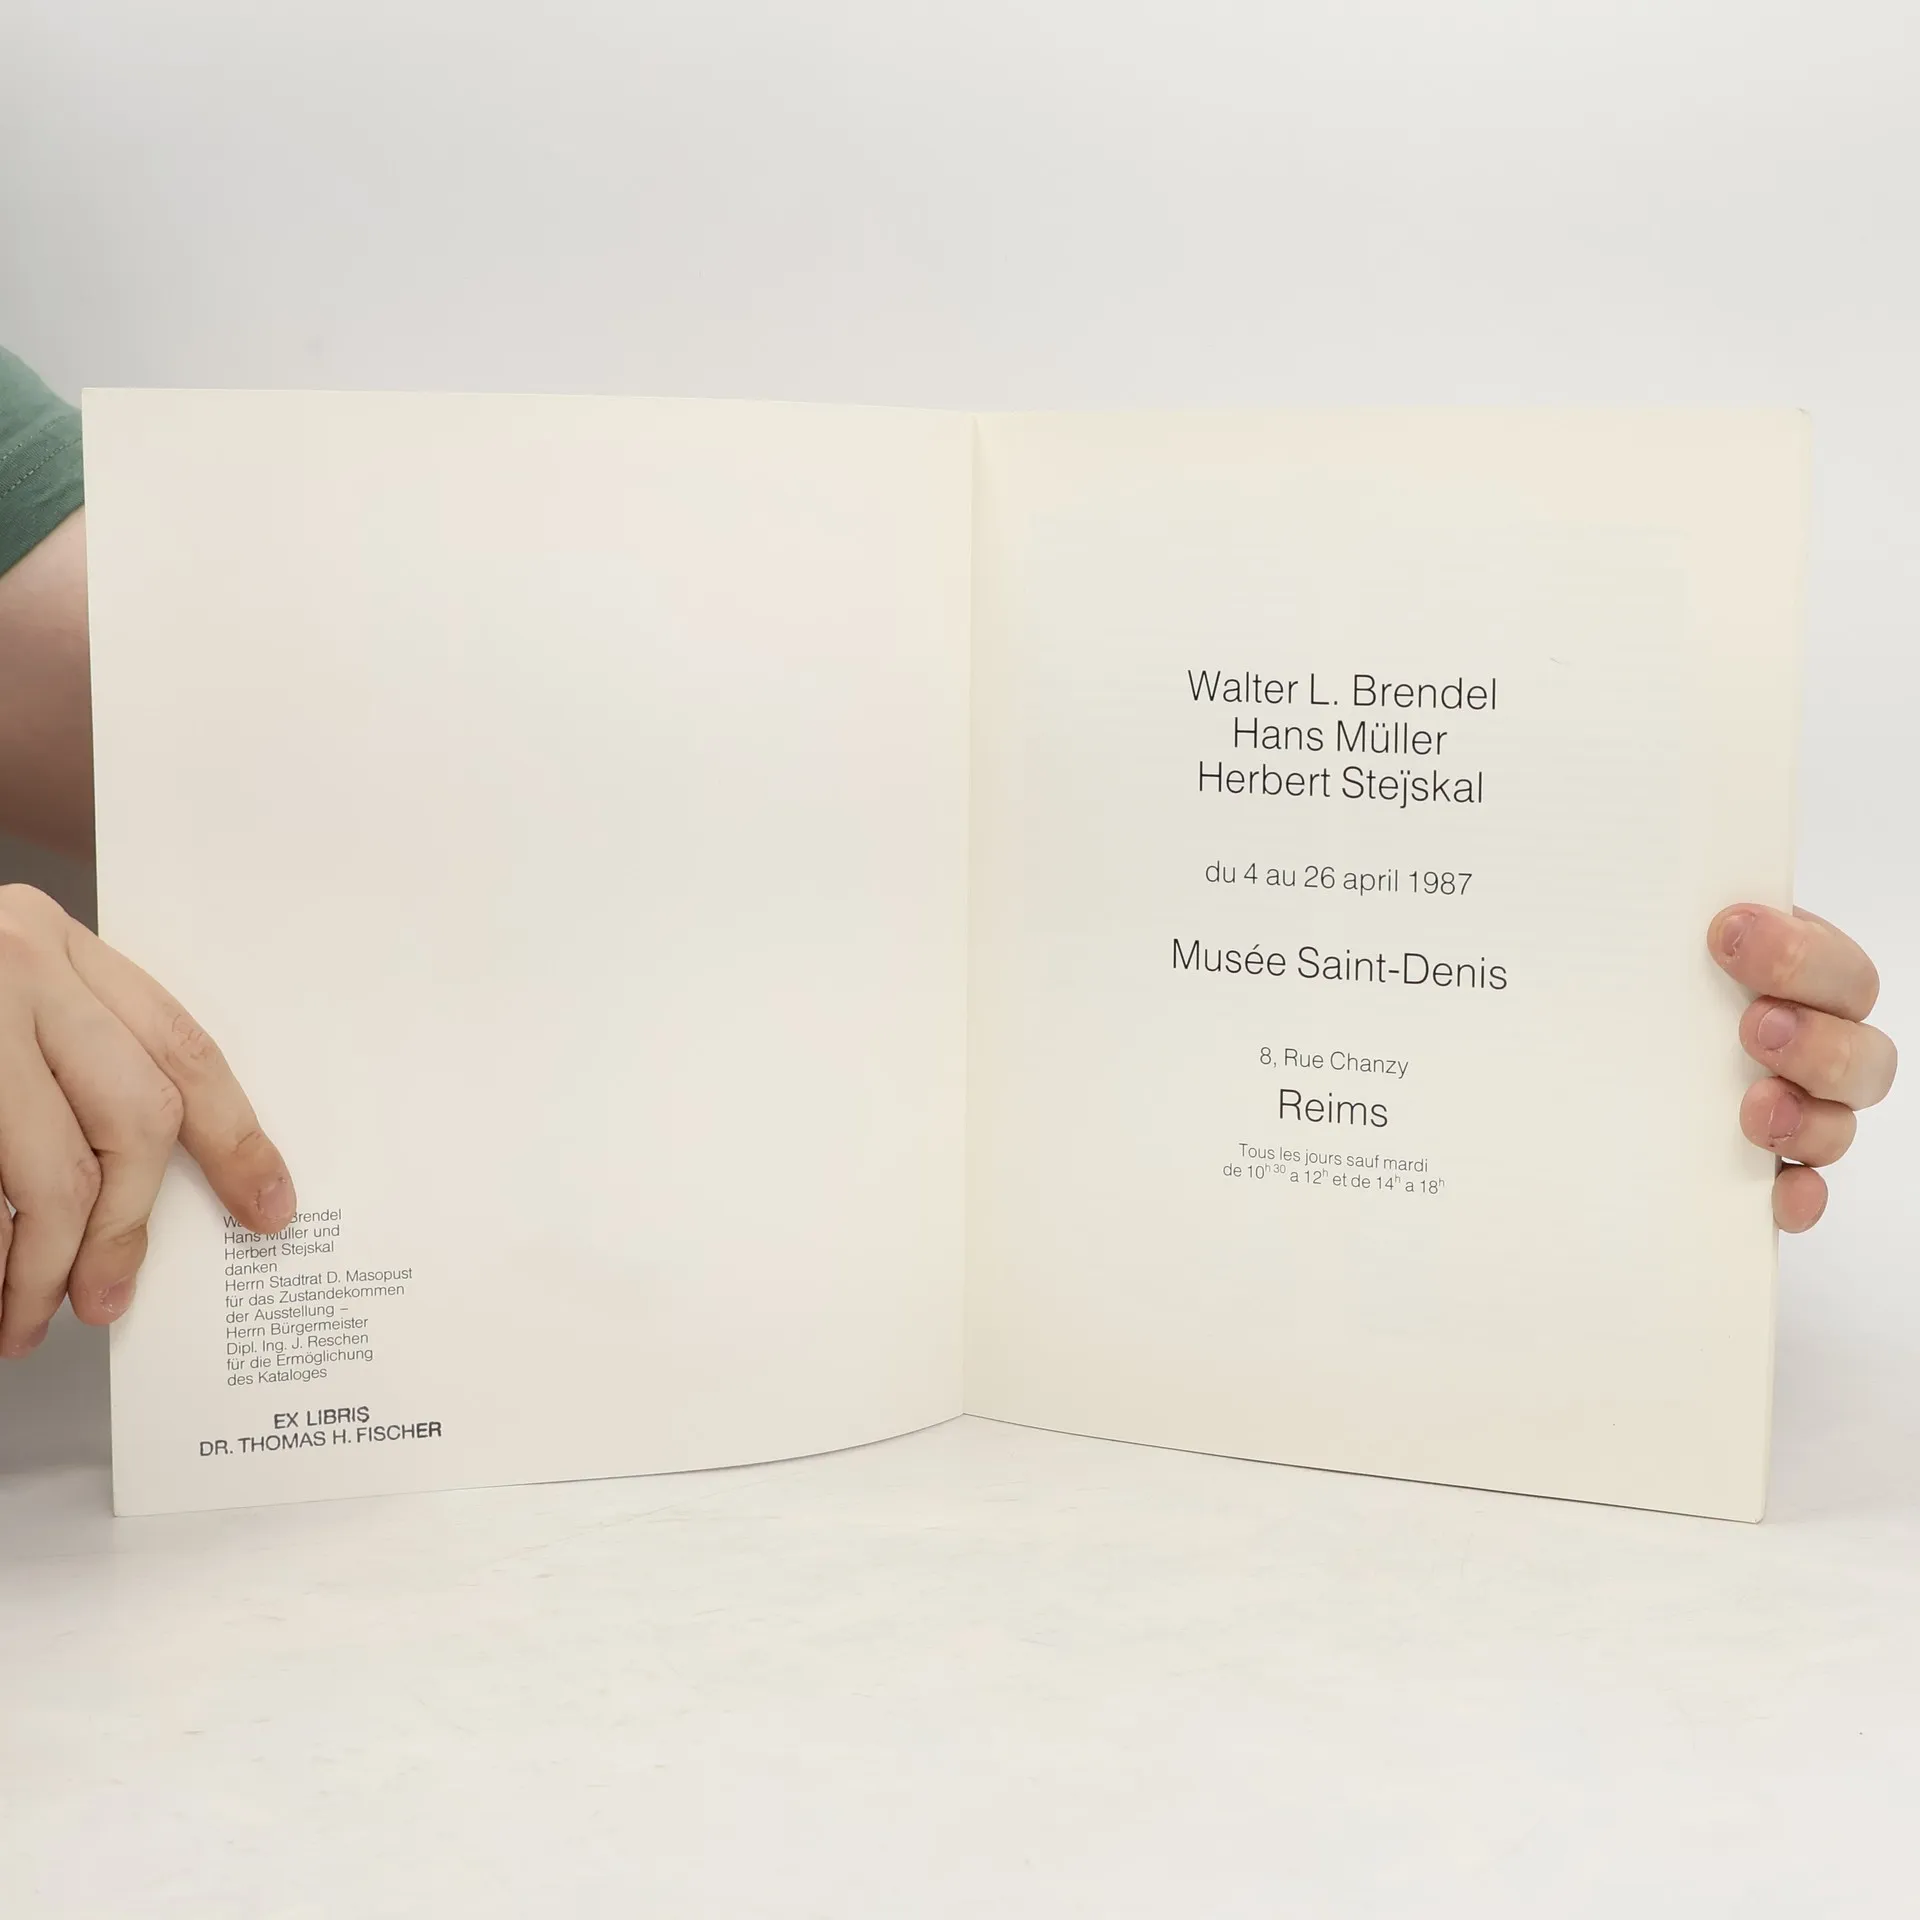 Brendel
Hans Müller und
Herbert Stejskal
danken
Herrn Stadtrat D. Masopust
für das Zustandekommen
der Ausstellung –
Herrn Bürgermeister
Dipl. Ing. J. Reschen
für die Ermöglichung
des Kataloges
EX LIBRIS
DR. THOMAS H. FISCHER
Walter L. Brendel
Hans Müller
Herbert Stej̈skal
du 4 au 26 april 1987
Musée Saint-Denis
8, Rue Chanzy
Reims
Tous les jours sauf mardi
de 10h 30 a 12h et de 14h a 18h